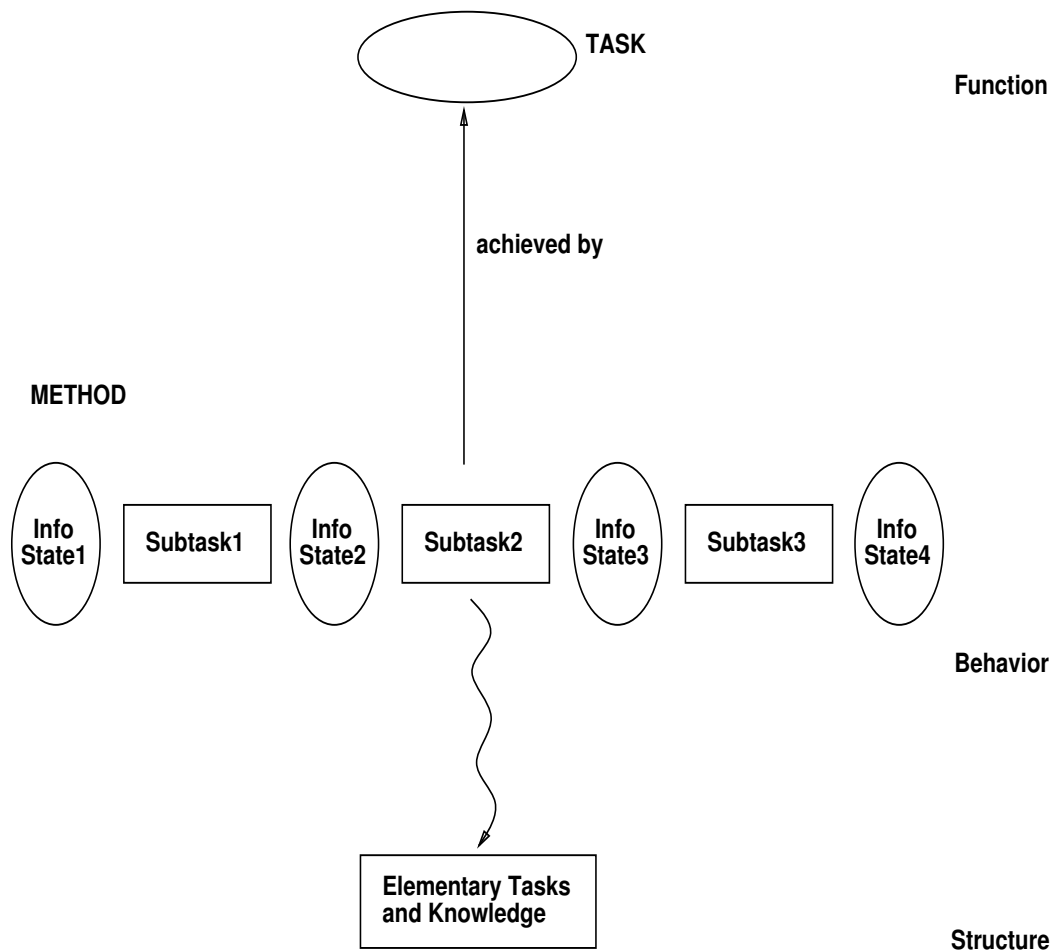 TASK
Function
achieved by
METHOD
Info
State1
Subtask1
Info
State2
Subtask2
Info
State3
Subtask3
Info
State4
Behavior
Elementary Tasks
and Knowledge
Structure